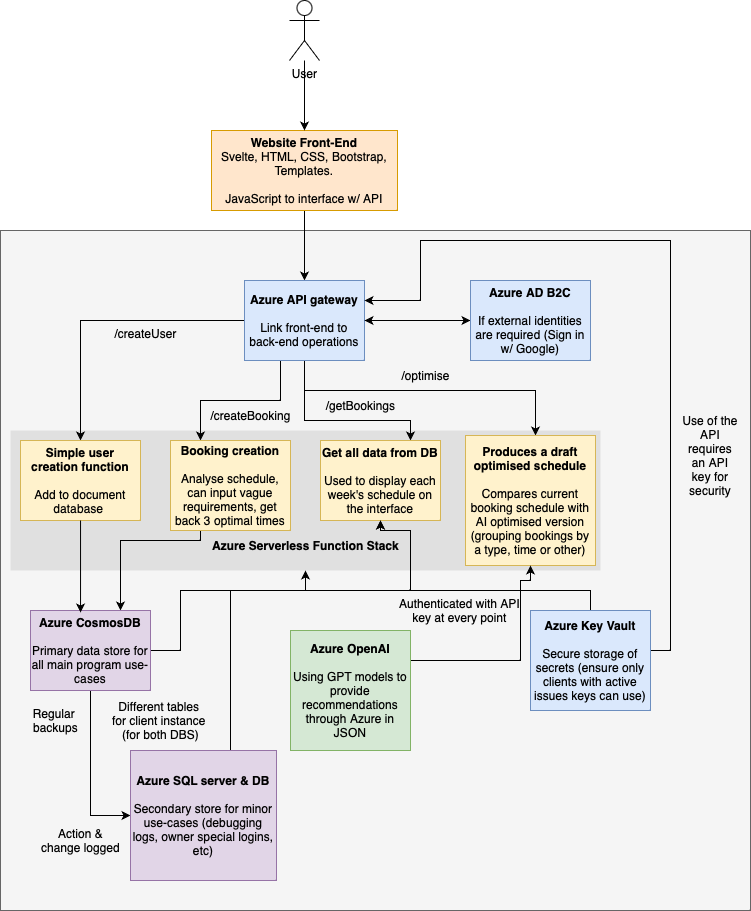 User
Website Front-End
Svelte, HTML, CSS, Bootstrap,
Templates.
JavaScript to interface w/ API
Azure API gateway
Link front-end to
back-end operations
Azure AD B2C
If external identities
are required (Sign in
w/ Google)
/createUser
/optimise
/createBooking
/getBookings
Use of the
API
requires
an API
key for
security
Simple user
creation function
Add to document
database
Booking creation
Analyse schedule,
can input vague
requirements, get
back 3 optimal times
Get all data from DB
Used to display each
week's schedule on
the interface
Produces a draft
optimised schedule
Compares current
booking schedule with
AI optimised version
(grouping bookings by
a type, time or other)
Azure Serverless Function Stack
Authenticated with API
key at every point
Azure CosmosDB
Primary data store for
all main program use-
cases
Azure OpenAI
Using GPT models to
provide
recommendations
through Azure in
JSON
Azure Key Vault
Secure storage of
secrets (ensure only
clients with active
issues keys can use)
Regular
backups
Different tables
for client instance
(for both DBS)
Azure SQL server & DB
Secondary store for minor
use-cases (debugging
logs, owner special logins,
etc)
Action &
change logged